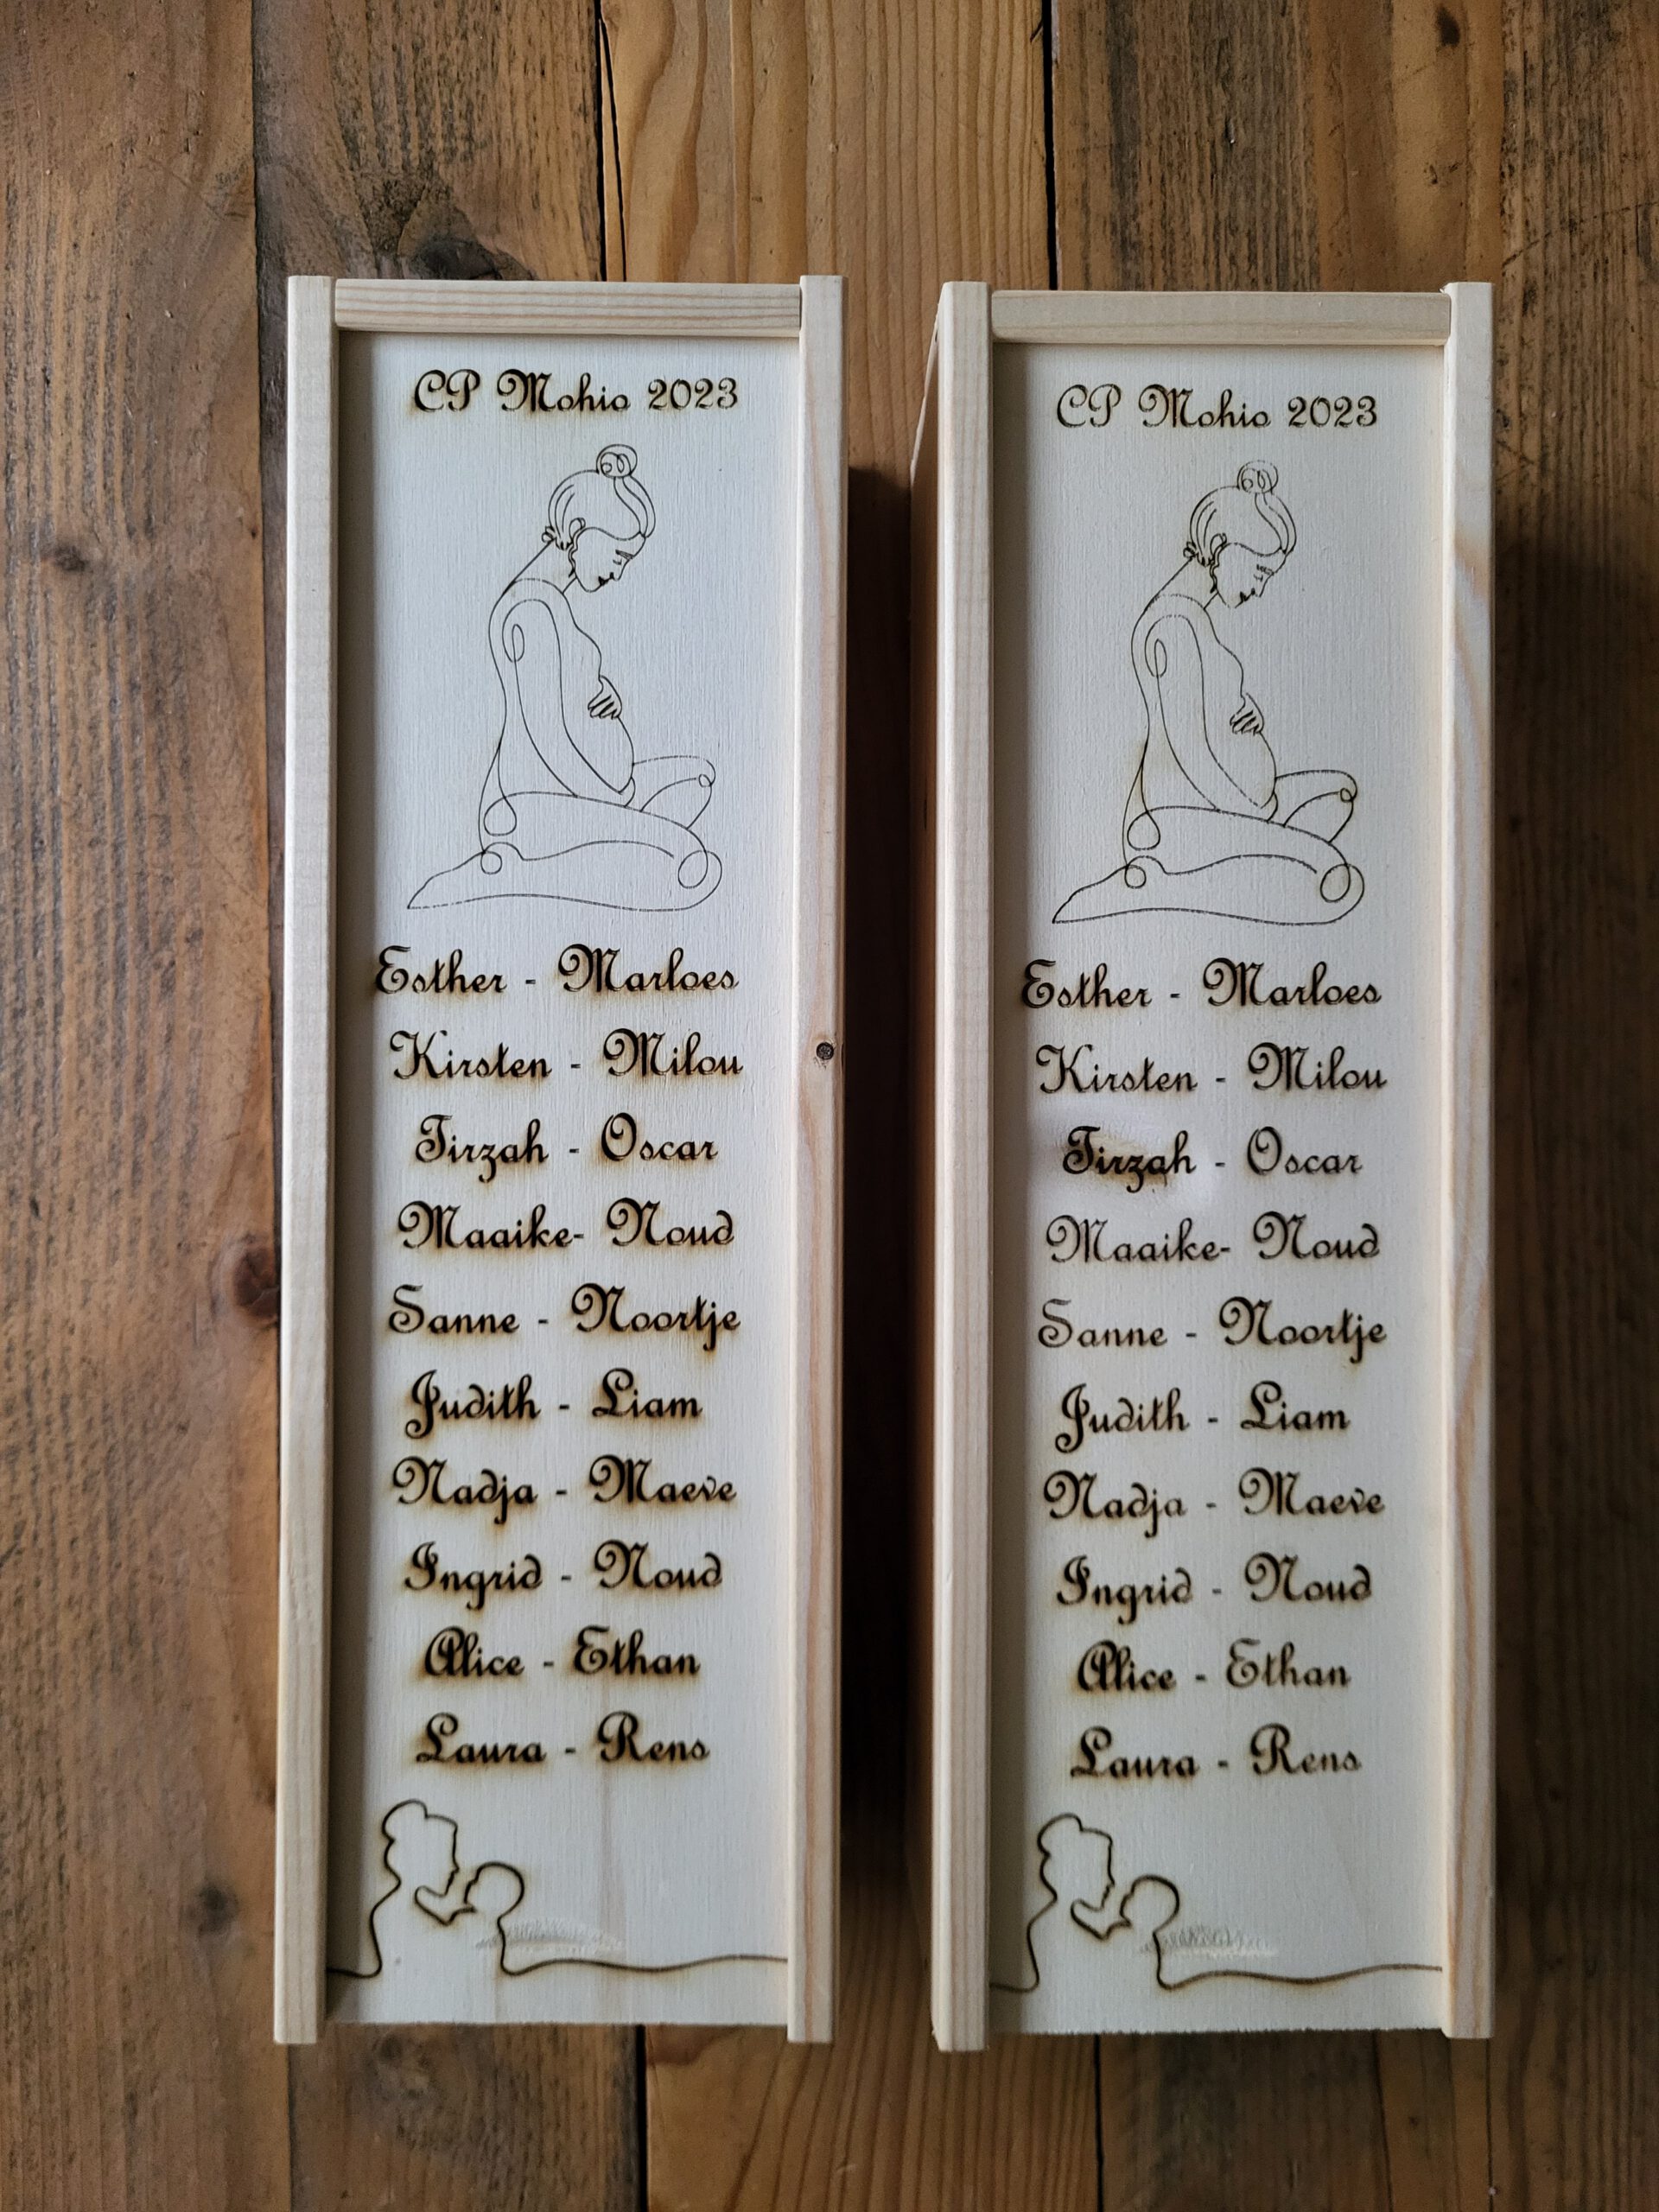 CP Mohio 2023
Esther - Marloes
Kirsten - Milou
Tirzah - Oscar
Maaike- Noud
Sanne - Noortje
Judith - Liam
Nadja - Maeve
Ingrid - Noud
Alice - Ethan
Laura - Rens
CP Mohio 2023
Esther - Marloes
Kirsten - Milou
Tirzah - Oscar
Maaike- Noud
Sanne - Noortje
Judith - Liam
Nadja - Maeve
Ingrid - Noud
Alice - Ethan
Laura - Rens